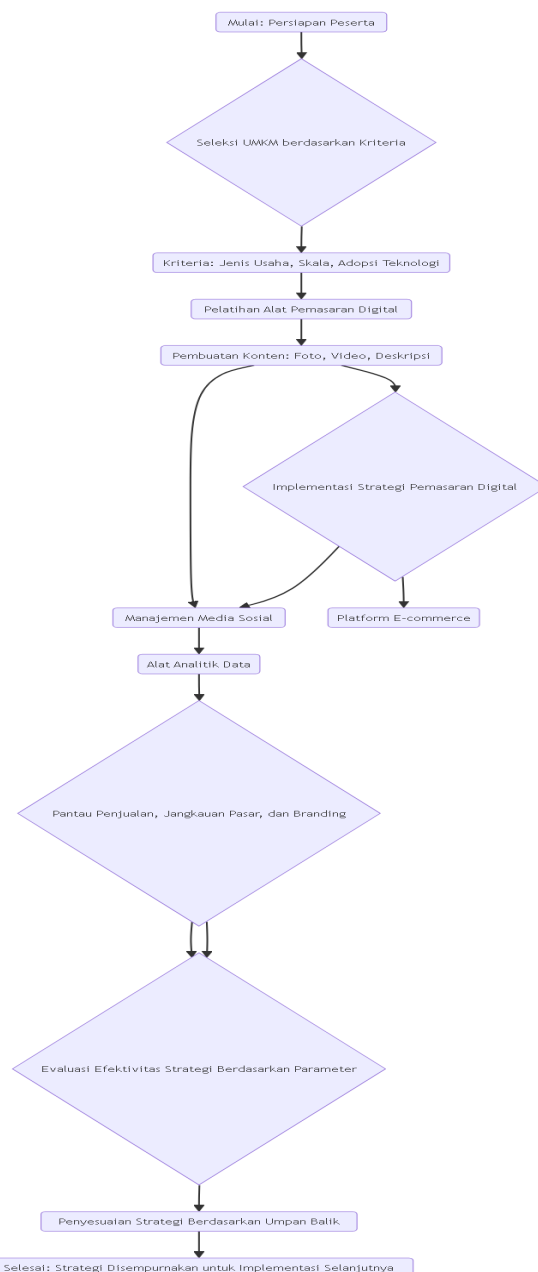 Mulai: Persiapan Peserta
Seleksi UMKM berdasarkan Kriteria
Kriteria: Jenis Usaha, Skala, Adopsi Teknologi
Pelatihan Alat Pemasaran Digital
Pembuatan Konten: Foto, Video, Deskripsi
Implementasi Strategi Pemasaran Digital
Manajemen Media Sosial
Platform E-commerce
Alat Analitik Data
Pantau Penjualan, Jangkauan Pasar, dan Branding
Evaluasi Efektivitas Strategi Berdasarkan Parameter
Penyesuaian Strategi Berdasarkan Umpan Balik
Selesai: Strategi Disempurnakan untuk Implementasi Selanjutnya